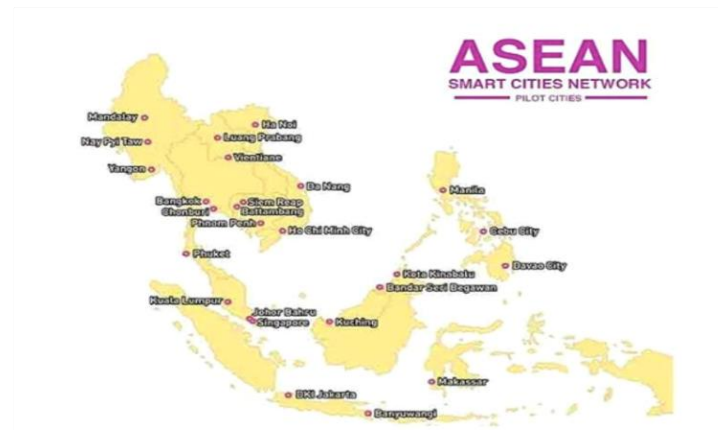 ASEAN
SMART CITIES NETWORK
PILOT CITIES
Mandalay
Ha Noi
Nay Pyi Taw
Luang Prabang
Vientiane
Yangon
Da Nang
Manila
Bangkok
Siem Reap
Chonburi
Battambang
Phnom Penh
Ho Chi Minh City
Cebu City
Phuket
Davao City
Kota Kinabalu
Bandar Seri Begawan
Kuala Lumpur
Johor Bahru
Singapore
Kuching
Makassar
DKI Jakarta
Banyuwangi